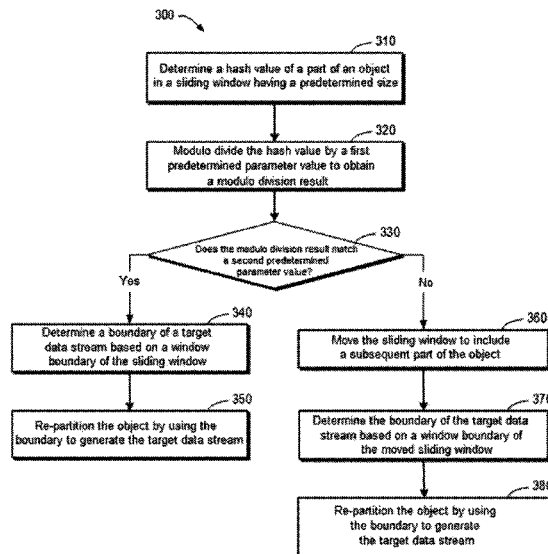 300
310
Determine a hash value of a part of an object
in a sliding window having a predetermined size
320
Modulo divide the hash value by a first
predetermined parameter value to obtain
a modulo division result
330
Does the modulo division result match
a second predetermined
parameter value?
Yes
No
340
Determine a boundary of a target
data stream based on a window
boundary of the sliding window
350
Re-partition the object by using the
boundary to generate the target data stream
360
Move the sliding window to include
a subsequent part of the object
370
Determine the boundary of the target data
stream based on a window boundary of
the moved sliding window
380
Re-partition the object by using
the boundary to generate
the target data stream